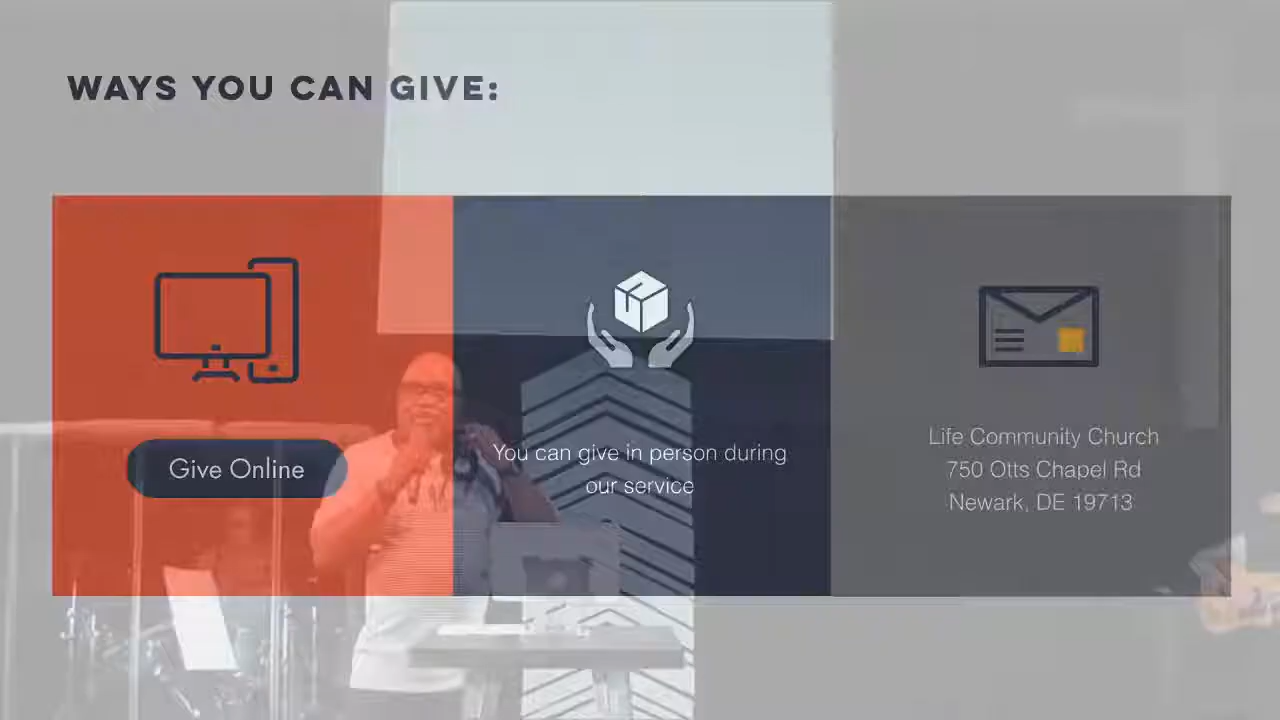 WAYS YOU CAN GIVE:
Give Online
You can give in person during
our service
Life Community Church
750 Otts Chapel Rd
Newark, DE 19713